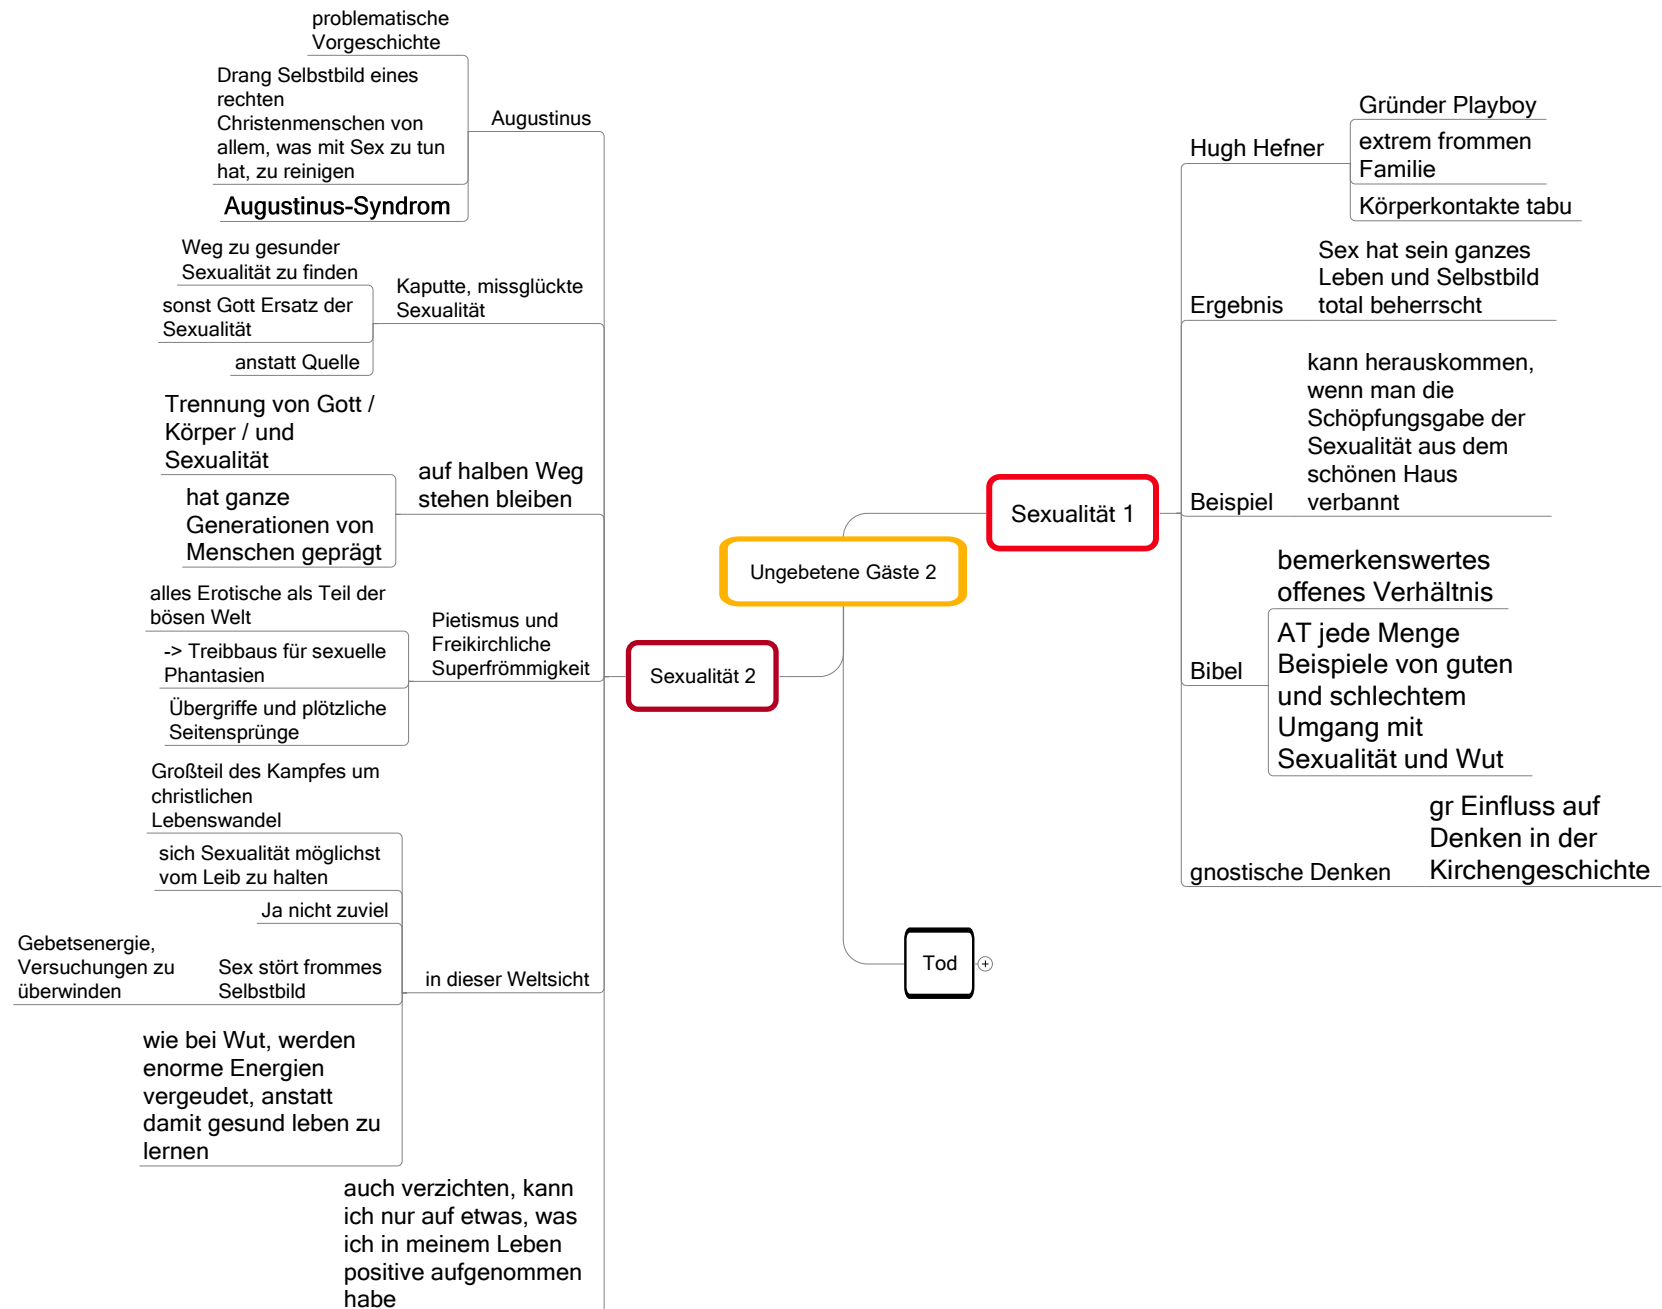 Ungebetene Gäste 2
Sexualität 1
Hugh Hefner
Gründer Playboy
extrem frommen
Familie
Körperkontakte tabu
Ergebnis
Sex hat sein ganzes
Leben und Selbstbild
total beherrscht
Beispiel
kann herauskommen,
wenn man die
Schöpfungsgabe der
Sexualität aus dem
schönen Haus
verbannt
Bibel
bemerkenswertes
offenes Verhältnis
AT jede Menge
Beispiele von guten
und schlechtem
Umgang mit
Sexualität und Wut
gnostische Denken
gr Einfluss auf
Denken in der
Kirchengeschichte
Sexualität 2
Augustinus
problematische
Vorgeschichte
Drang Selbstbild eines
rechten
Christenmenschen von
allem, was mit Sex zu tun
hat, zu reinigen
Augustinus-Syndrom
Kaputte, missglückte
Sexualität
Weg zu gesunder
Sexualität zu finden
sonst Gott Ersatz der
Sexualität
anstatt Quelle
auf halben Weg
stehen bleiben
Trennung von Gott /
Körper / und
Sexualität
hat ganze
Generationen von
Menschen geprägt
Pietismus und
Freikirchliche
Superfrömmigkeit
alles Erotische als Teil der
bösen Welt
-> Treibbaus für sexuelle
Phantasien
Übergriffe und plötzliche
Seitensprünge
in dieser Weltsicht
Großteil des Kampfes um
christlichen
Lebenswandel
sich Sexualität möglichst
vom Leib zu halten
Ja nicht zuviel
Sex stört frommes
Selbstbild
Gebetsenergie,
Versuchungen zu
überwinden
wie bei Wut, werden
enorme Energien
vergeudet, anstatt
damit gesund leben zu
lernen
auch verzichten, kann
ich nur auf etwas, was
ich in meinem Leben
positive aufgenommen
habe
Tod